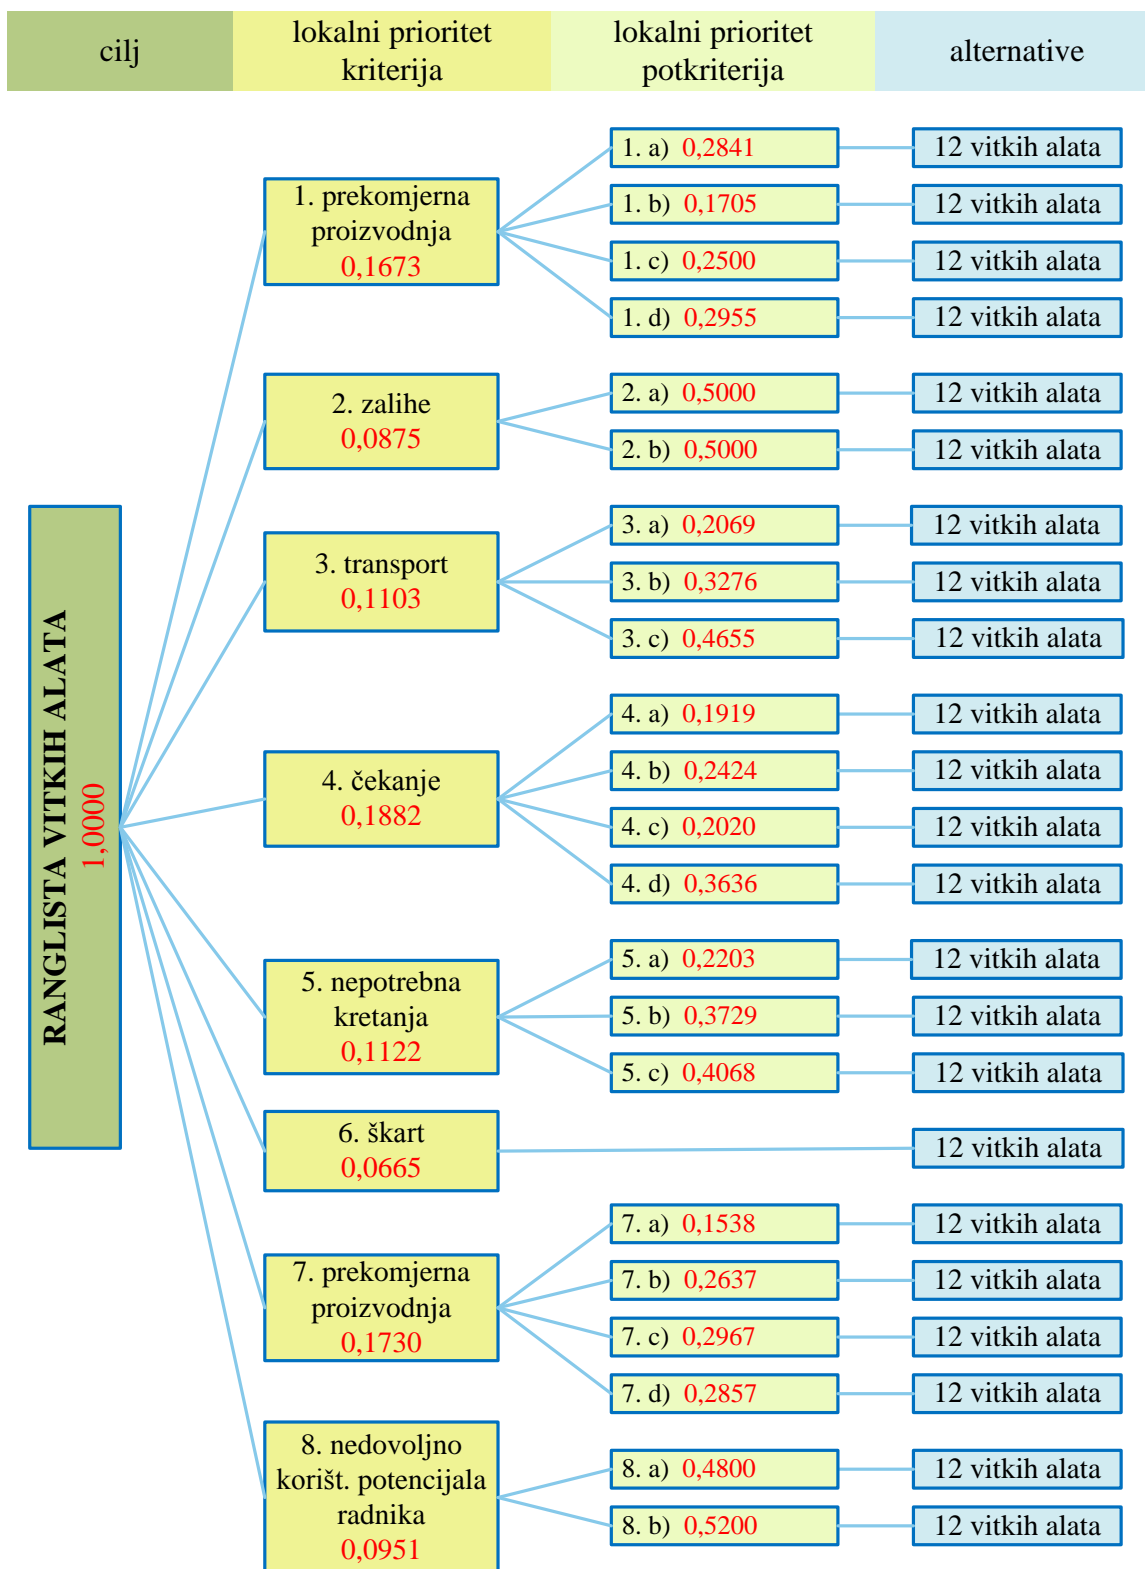 cilj
lokalni prioritet
kriterija
lokalni prioritet
potkriterija
alternative
RANGLISTA VITKIH ALATA
1,0000
1. prekomjerna
proizvodnja
0,1673
1. a) 0,2841
12 vitkih alata
1. b) 0,1705
12 vitkih alata
1. c) 0,2500
12 vitkih alata
1. d) 0,2955
12 vitkih alata
2. zalihe
0,0875
2. a) 0,5000
12 vitkih alata
2. b) 0,5000
12 vitkih alata
3. transport
0,1103
3. a) 0,2069
12 vitkih alata
3. b) 0,3276
12 vitkih alata
3. c) 0,4655
12 vitkih alata
4. čekanje
0,1882
4. a) 0,1919
12 vitkih alata
4. b) 0,2424
12 vitkih alata
4. c) 0,2020
12 vitkih alata
4. d) 0,3636
12 vitkih alata
5. nepotrebna
kretanja
0,1122
5. a) 0,2203
12 vitkih alata
5. b) 0,3729
12 vitkih alata
5. c) 0,4068
12 vitkih alata
6. škart
0,0665
12 vitkih alata
7. prekomjerna
proizvodnja
0,1730
7. a) 0,1538
12 vitkih alata
7. b) 0,2637
12 vitkih alata
7. c) 0,2967
12 vitkih alata
7. d) 0,2857
12 vitkih alata
8. nedovoljno
korišt. potencijala
radnika
0,0951
8. a) 0,4800
12 vitkih alata
8. b) 0,5200
12 vitkih alata